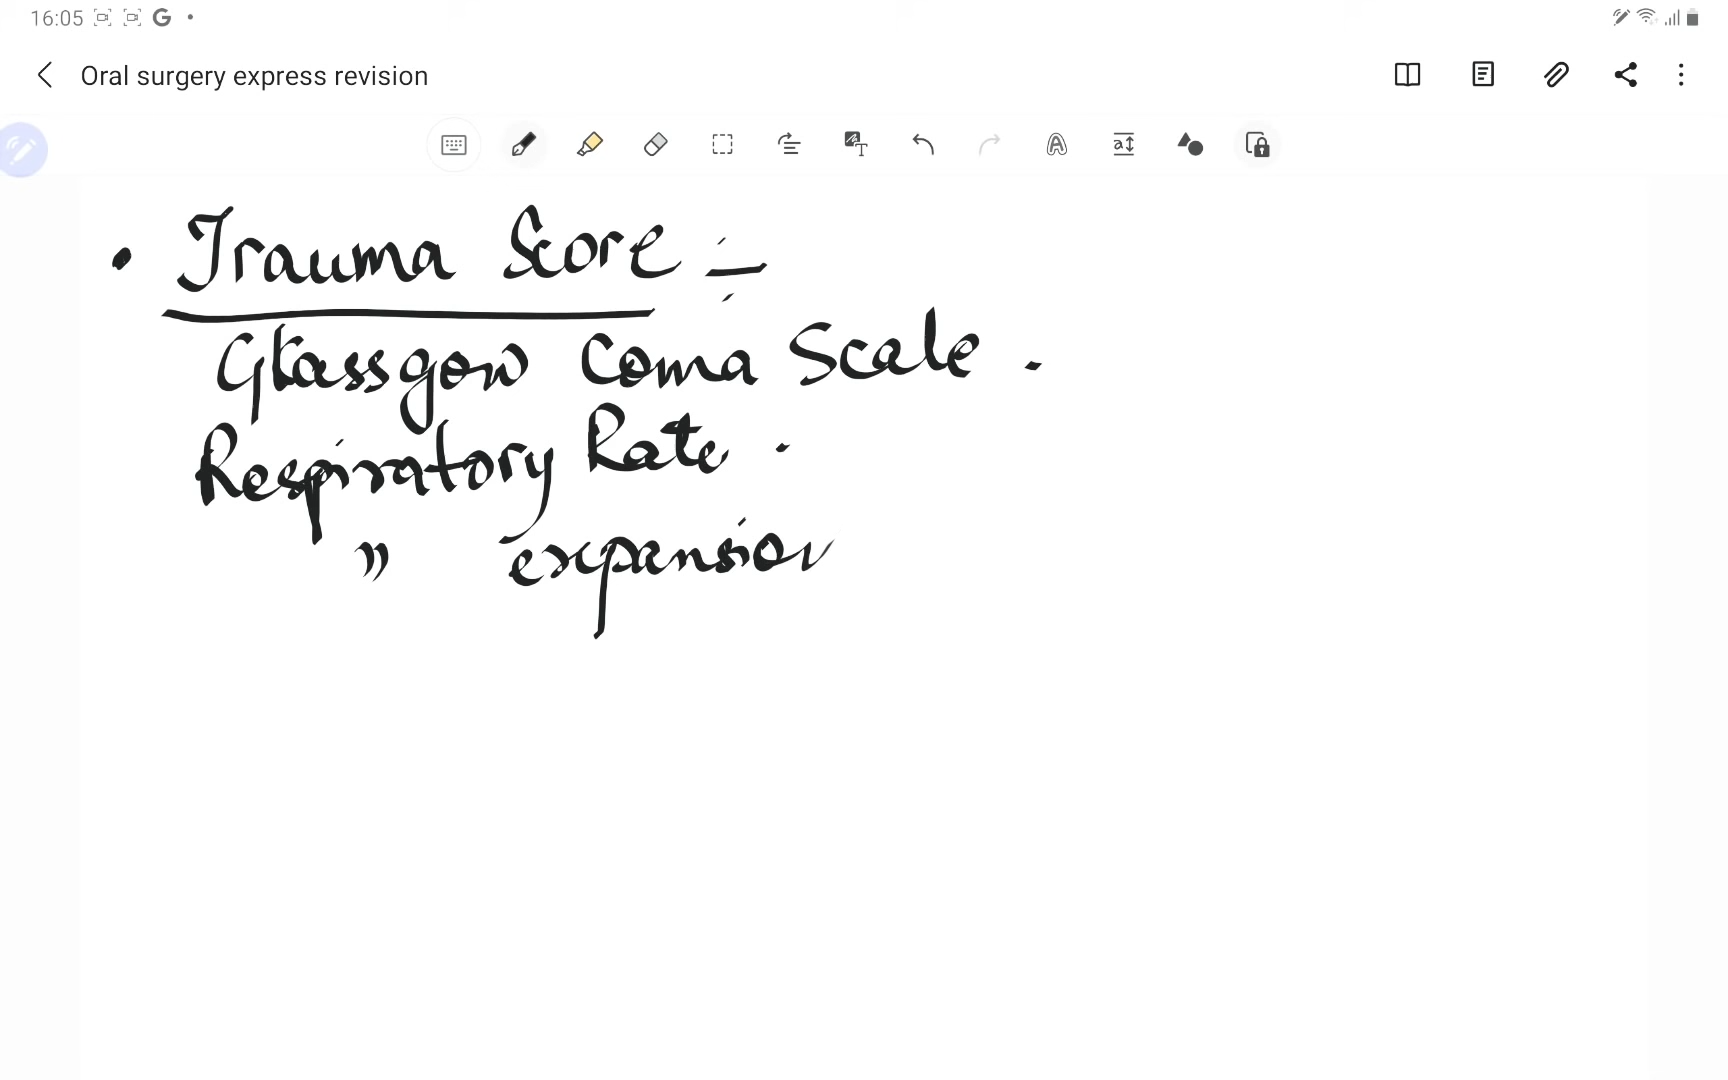 16:05 G
Oral surgery express revision
• Trauma Score :-
Glassgow Coma Scale .
Respiratory Rate .
" expansion